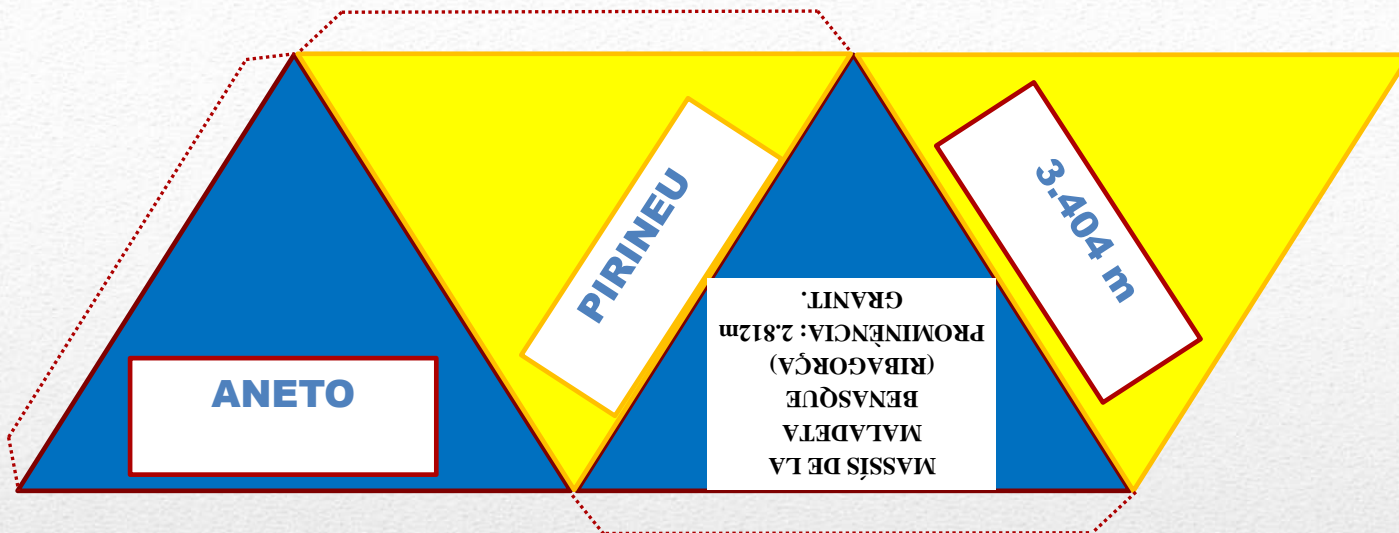 ANETO
PIRINEU
MASSÍS DE LA
MALADETA
BENASQUE
(RIBAGORÇA)
PROMINÈNCIA: 2.812m
GRANIT.
3.404 m